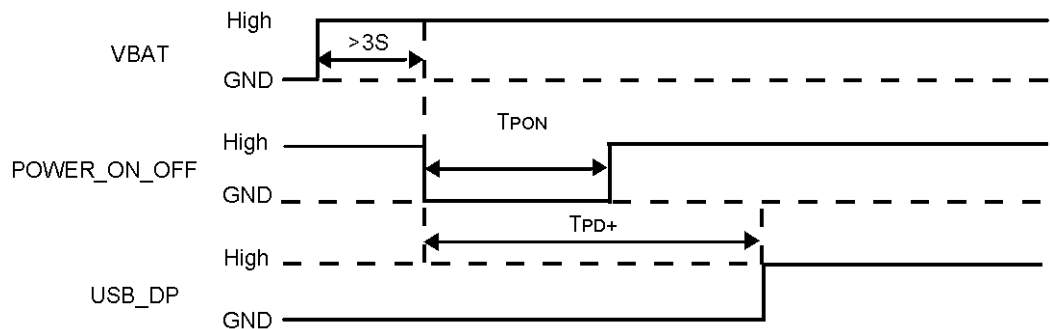 High
>3S
VBAT
GND
TPON
High
POWER_ON_OFF
GND
TPD+
High
USB_DP
GND